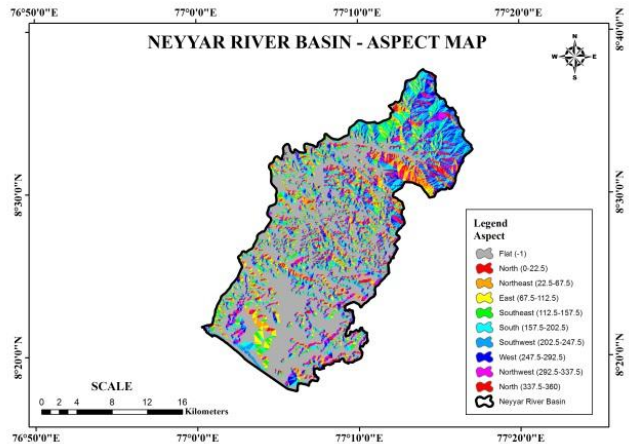 76°50'0"E 77°0'0"E 77°10'0"E 77°20'0"E
8°40'0"N
NEYYAR RIVER BASIN - ASPECT MAP
N
W E
S
8°30'0"N 8°30'0"N
Legend
Aspect
Flat (-1)
North (0-22.5)
Northeast (22.5-67.5)
East (67.5-112.5)
Southeast (112.5-157.5)
South (157.5-202.5)
Southwest (202.5-247.5)
West (247.5-292.5)
Northwest (292.5-337.5)
North (337.5-360)
Neyyar River Basin
8°20'0"N 8°20'0"N
SCALE
0 2 4 8 12 16
Kilometers
76°50'0"E 77°0'0"E 77°10'0"E 77°20'0"E